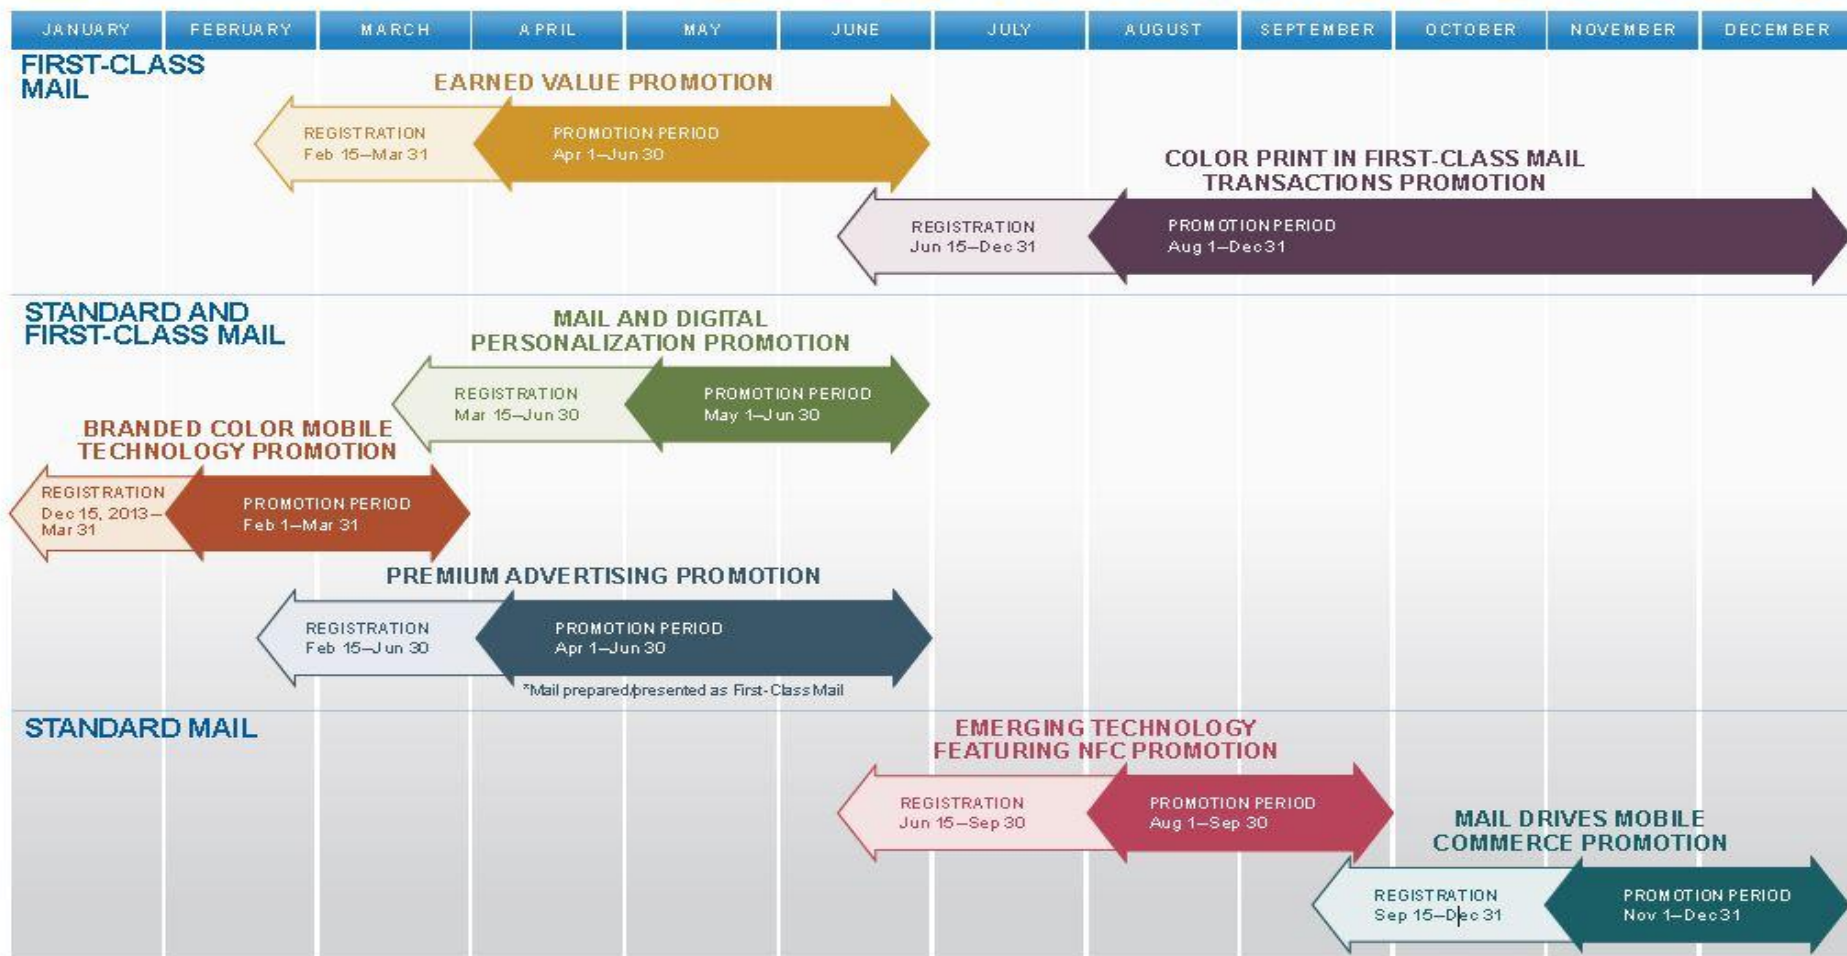 JANUARY FEBRUARY MARCH APRIL MAY JUNE JULY AUGUST SEPTEMBER OCTOBER NOVEMBER DECEMBER
FIRST-CLASS
MAIL
EARNED VALUE PROMOTION
REGISTRATION
Feb 15–Mar 31
PROMOTION PERIOD
Apr 1–Jun 30
COLOR PRINT IN FIRST-CLASS MAIL
TRANSACTIONS PROMOTION
REGISTRATION
Jun 15–Dec 31
PROMOTION PERIOD
Aug 1–Dec 31
STANDARD AND
FIRST-CLASS MAIL
MAIL AND DIGITAL
PERSONALIZATION PROMOTION
REGISTRATION
Mar 15–Jun 30
PROMOTION PERIOD
May 1–Jun 30
BRANDED COLOR MOBILE
TECHNOLOGY PROMOTION
REGISTRATION
Dec 15, 2013–
Mar 31
PROMOTION PERIOD
Feb 1–Mar 31
PREMIUM ADVERTISING PROMOTION
REGISTRATION
Feb 15–Jun 30
PROMOTION PERIOD
Apr 1–Jun 30
*Mail prepared/presented as First-Class Mail
STANDARD MAIL
EMERGING TECHNOLOGY
FEATURING NFC PROMOTION
REGISTRATION
Jun 15–Sep 30
PROMOTION PERIOD
Aug 1–Sep 30
MAIL DRIVES MOBILE
COMMERCE PROMOTION
REGISTRATION
Sep 15–Dec 31
PROMOTION PERIOD
Nov 1–Dec 31